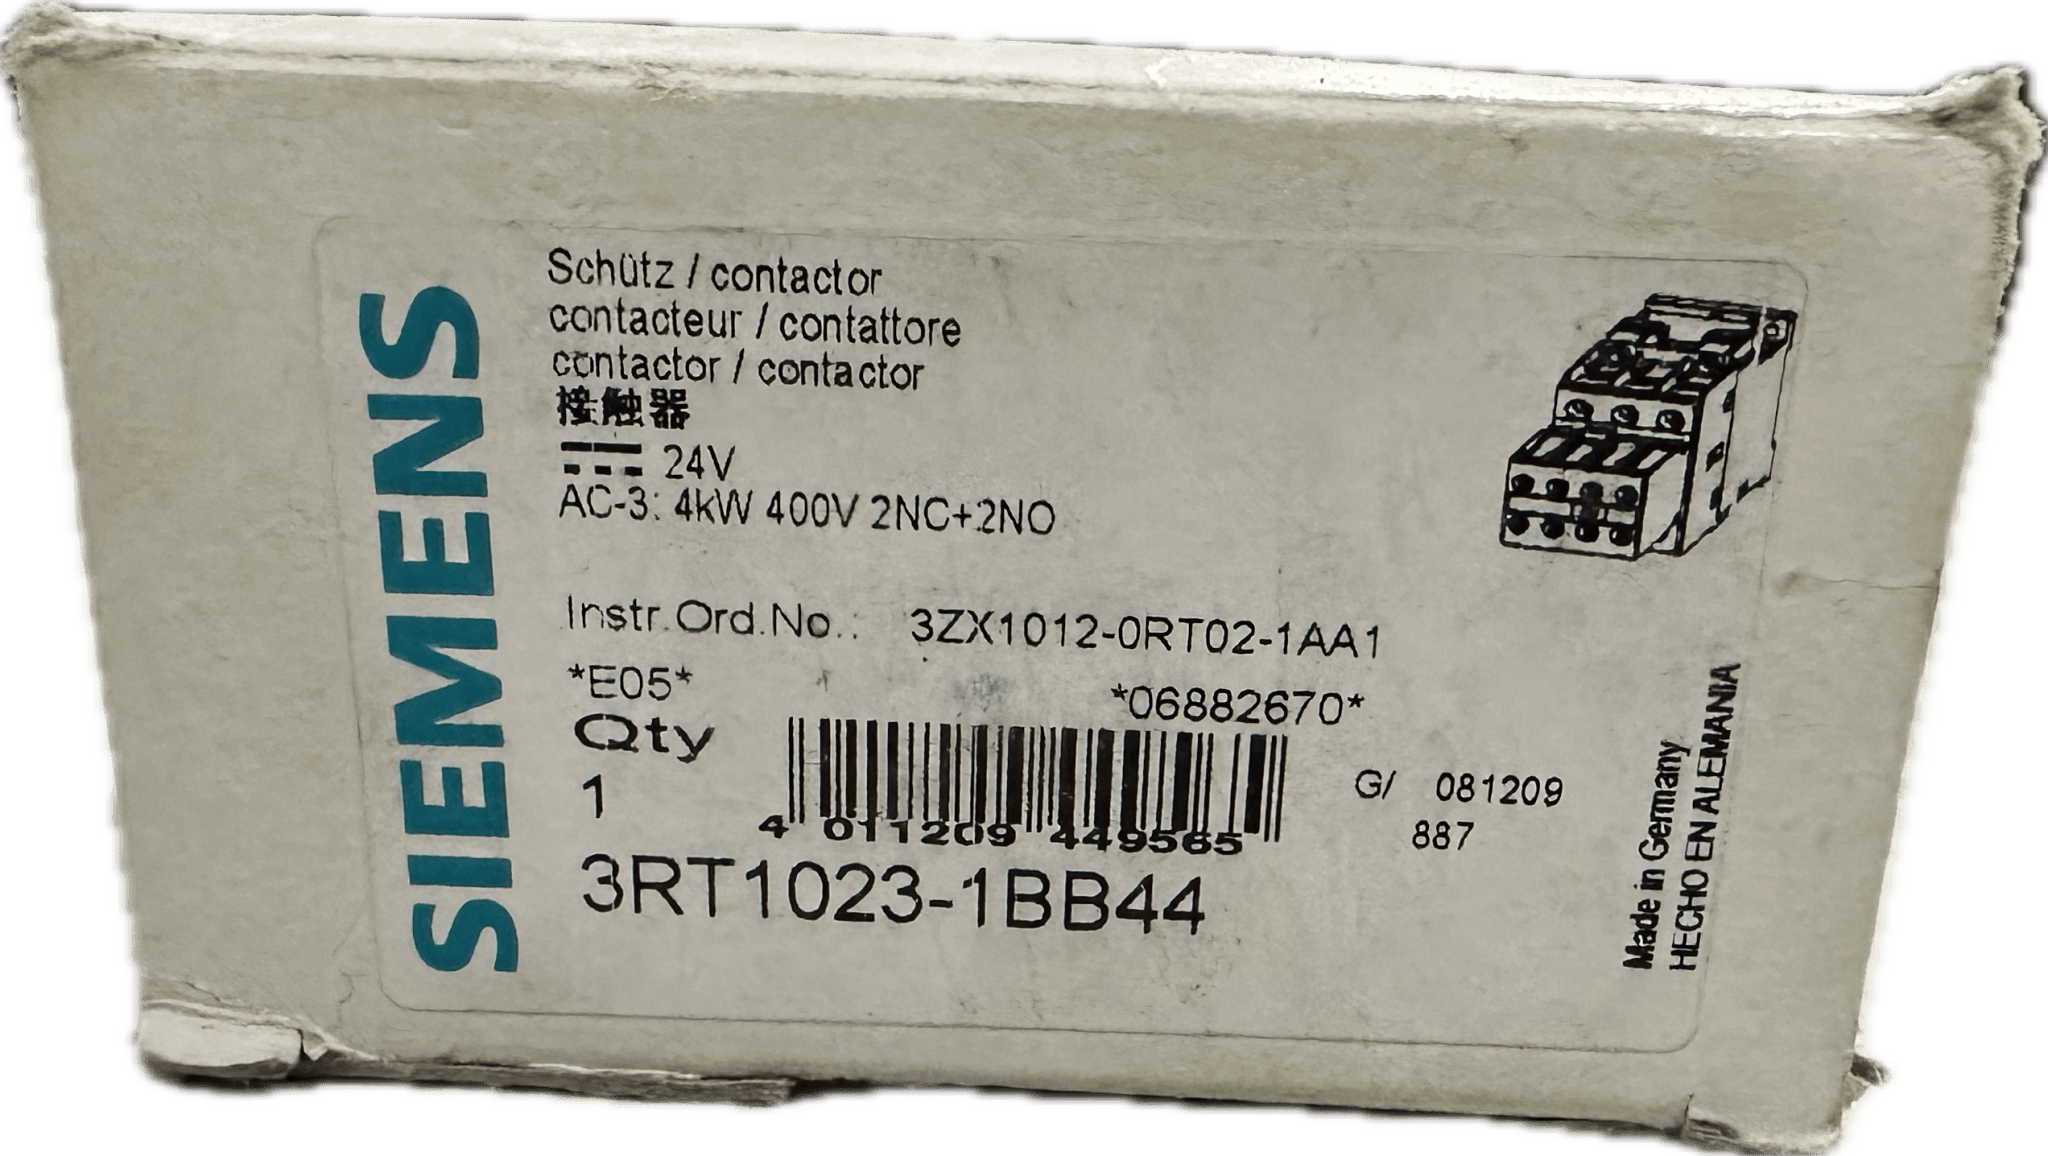 SIEMENS
Schütz / contactor
contacteur / contattore
contactor / contactor
接触器
24V
AC-3: 4kW 400V 2NC+2NO
Instr.Ord.No.: 3ZX1012-0RT02-1AA1
*E05* *06882670*
Qty
1
4 011209 449565
G/ 081209
887
3RT1023-1BB44
Made in Germany
HECHO EN ALEMANIA